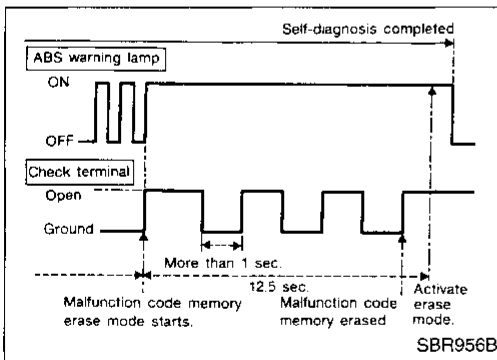 Self-diagnosis completed
ABS warning lamp
ON
OFF
Check terminal
Open
Ground
More than 1 sec.
12.5 sec.
Malfunction code memory
erase mode starts.
Malfunction code
memory erased
Activate
erase
mode.
SBR956B